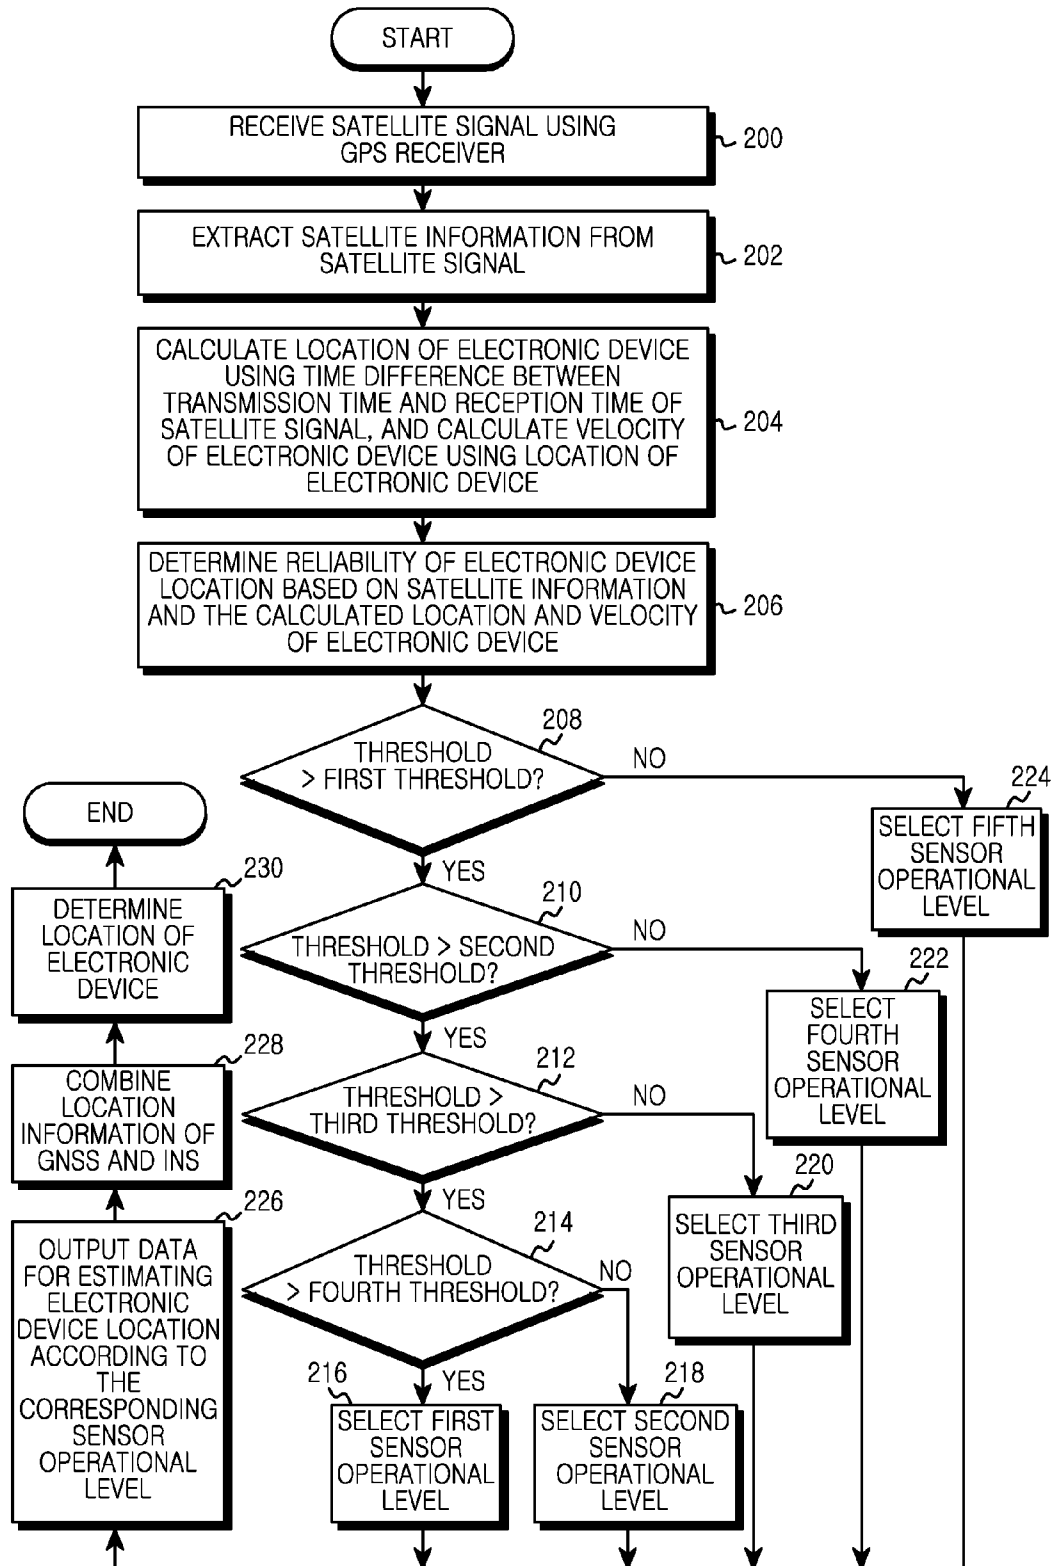 START
RECEIVE SATELLITE SIGNAL USING
GPS RECEIVER
200
EXTRACT SATELLITE INFORMATION FROM
SATELLITE SIGNAL
202
CALCULATE LOCATION OF ELECTRONIC DEVICE
USING TIME DIFFERENCE BETWEEN
TRANSMISSION TIME AND RECEPTION TIME OF
SATELLITE SIGNAL, AND CALCULATE VELOCITY
OF ELECTRONIC DEVICE USING LOCATION OF
ELECTRONIC DEVICE
204
DETERMINE RELIABILITY OF ELECTRONIC DEVICE
LOCATION BASED ON SATELLITE INFORMATION
AND THE CALCULATED LOCATION AND VELOCITY
OF ELECTRONIC DEVICE
206
208
THRESHOLD
> FIRST THRESHOLD?
NO
YES
224
SELECT FIFTH
SENSOR
OPERATIONAL
LEVEL
210
THRESHOLD > SECOND
THRESHOLD?
NO
YES
222
SELECT
FOURTH
SENSOR
OPERATIONAL
LEVEL
212
THRESHOLD >
THIRD THRESHOLD?
NO
YES
220
SELECT THIRD
SENSOR
OPERATIONAL
LEVEL
214
THRESHOLD
> FOURTH THRESHOLD?
NO
YES
216
SELECT FIRST
SENSOR
OPERATIONAL
LEVEL
218
SELECT SECOND
SENSOR
OPERATIONAL
LEVEL
END
230
DETERMINE
LOCATION OF
ELECTRONIC
DEVICE
228
COMBINE
LOCATION
INFORMATION OF
GNSS AND INS
226
OUTPUT DATA
FOR ESTIMATING
ELECTRONIC
DEVICE LOCATION
ACCORDING TO
THE
CORRESPONDING
SENSOR
OPERATIONAL
LEVEL